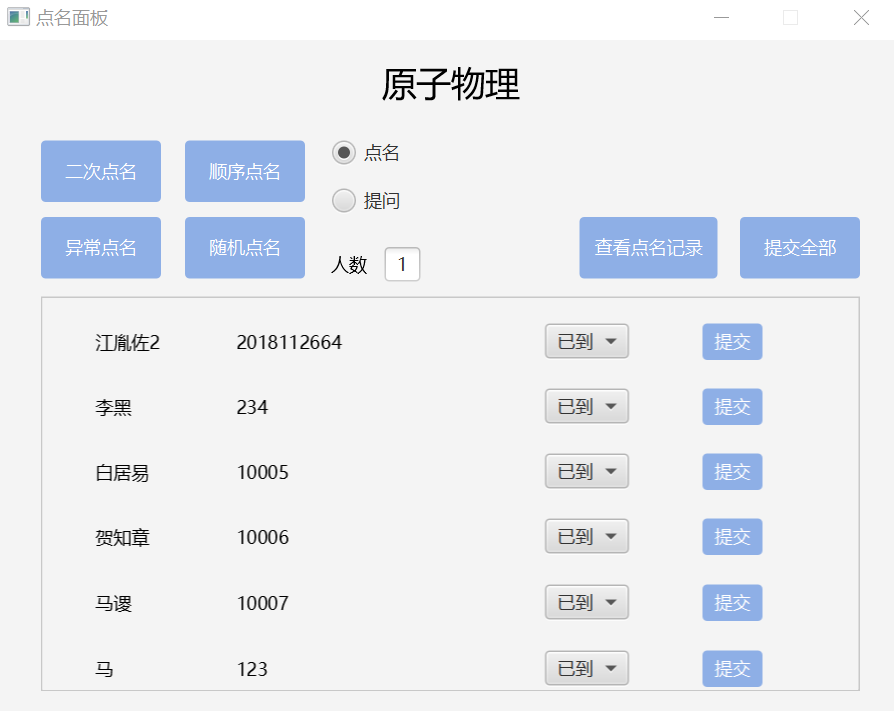 点名面板
原子物理
二次点名 顺序点名 点名
提问
异常点名 随机点名 人数 1 查看点名记录 提交全部
江胤佐2 2018112664 已到 提交
李黑 234 已到 提交
白居易 10005 已到 提交
贺知章 10006 已到 提交
马谡 10007 已到 提交
马 123 已到 提交